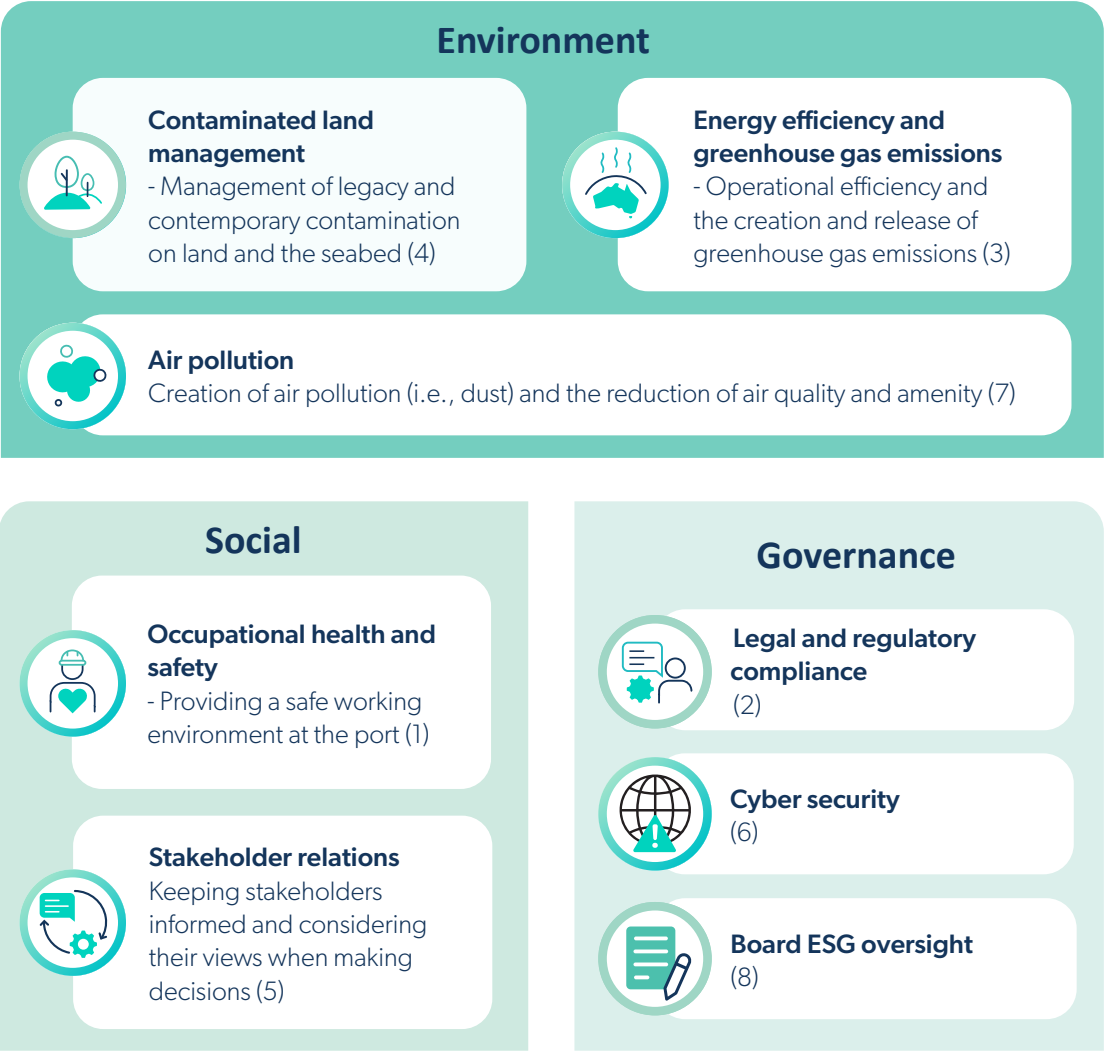 Environment
Contaminated land
management
- Management of legacy and
contemporary contamination
on land and the seabed (4)
Energy efficiency and
greenhouse gas emissions
- Operational efficiency and
the creation and release of
greenhouse gas emissions (3)
Air pollution
Creation of air pollution (i.e., dust) and the reduction of air quality and amenity (7)
Social
Occupational health and
safety
- Providing a safe working
environment at the port (1)
Stakeholder relations
Keeping stakeholders
informed and considering
their views when making
decisions (5)
Governance
Legal and regulatory
compliance
(2)
Cyber security
(6)
Board ESG oversight
(8)